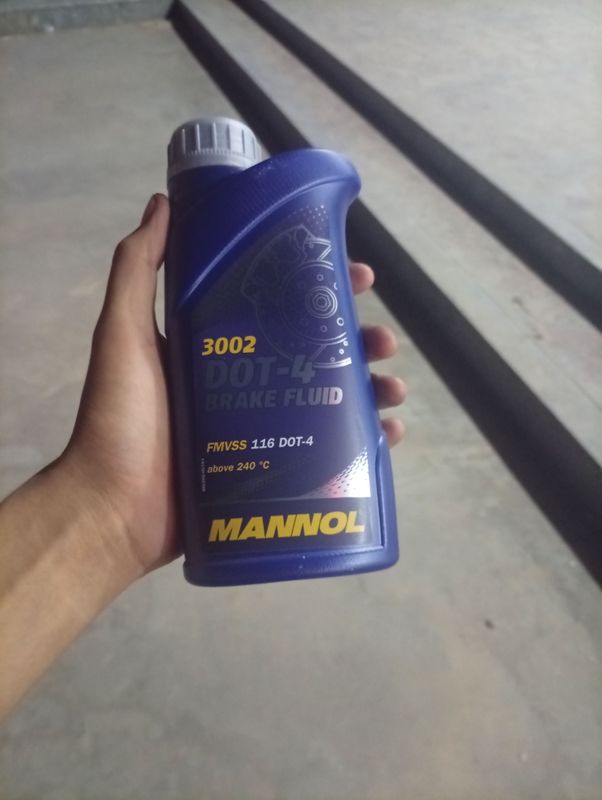 3002
DOT-4
BRAKE FLUID
FMVSS 116 DOT-4
above 240 °C
MANNOL